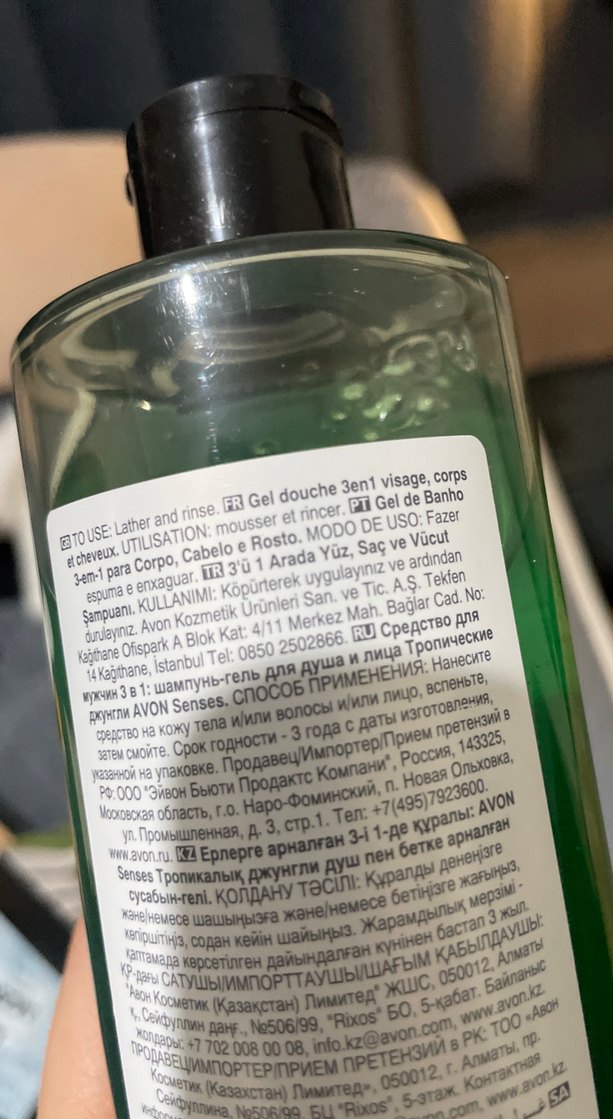 GB TO USE: Lather and rinse. FR Gel douche 3en1 visage, corps
et cheveux. UTILISATION: mousser et rincer. PT Gel de Banho
3-em-1 para Corpo, Cabelo e Rosto. MODO DE USO: Fazer
espuma e enxaguar. TR 3'ü 1 Arada Yüz, Saç ve Vücut
Şampuanı. KULLANIMI: Köpürterek uygulayınız ve ardından
durulayınız. Avon Kozmetik Ürünleri San. ve Tic. A.Ş. Tekfen
Kağıthane Ofispark A Blok Kat: 4/11 Merkez Mah. Bağlar Cad. No:
14 Kağıthane, İstanbul Tel: 0850 2502866. RU Средство для
мужчин 3 в 1: шампунь-гель для душа и лица Тропические
джунгли AVON Senses. СПОСОБ ПРИМЕНЕНИЯ: Нанесите
средство на кожу тела и/или волосы и/или лицо, вспеньте,
затем смойте. Срок годности - 3 года с даты изготовления,
указанной на упаковке. Продавец/Импортер/Прием претензий в
РФ: ООО "Эйвон Бьюти Продактс Компани", Россия, 143325,
Московская область, г.о. Наро-Фоминский, п. Новая Ольховка,
ул. Промышленная, д. 3, стр.1. Тел: +7(495)7923600.
www.avon.ru. KZ Ерлерге арналған 3-і 1-де құралы: AVON
Senses Тропикалық джунгли душ пен бетке арналған
сусабын-гелі. ҚОЛДАНУ ТӘСІЛІ: Құралды денеңізге
және/немесе шашыңызға және/немесе бетіңізге жағыңыз,
көпіршітіңіз, содан кейін шайыңыз. Жарамдылық мерзімі -
қаптамада көрсетілген дайындалған күнінен бастап 3 жыл.
ҚР-дағы САТУШЫ/ИМПОРТТАУШЫ/ШАҒЫМ ҚАБЫЛДАУШЫ:
"Авон Косметик (Қазақстан) Лимитед" ЖШС, 050012, Алматы
қ., Сейфуллин даңғ., №506/99, "Rixos" БО, 5-қабат. Байланыс
жолдары: +7 702 008 00 08, info.kz@avon.com, www.avon.kz.
ПРОДАВЕЦ/ИМПОРТЕР/ПРИЕМ ПРЕТЕНЗИЙ в РК: ТОО «Авон
Косметик (Казахстан) Лимитед», 050012, г. Алматы, пр.
Сейфуллина, №506/99, БЦ "Rixos", 5-этаж. Контактная
avon.com, www.avon.kz.
SA